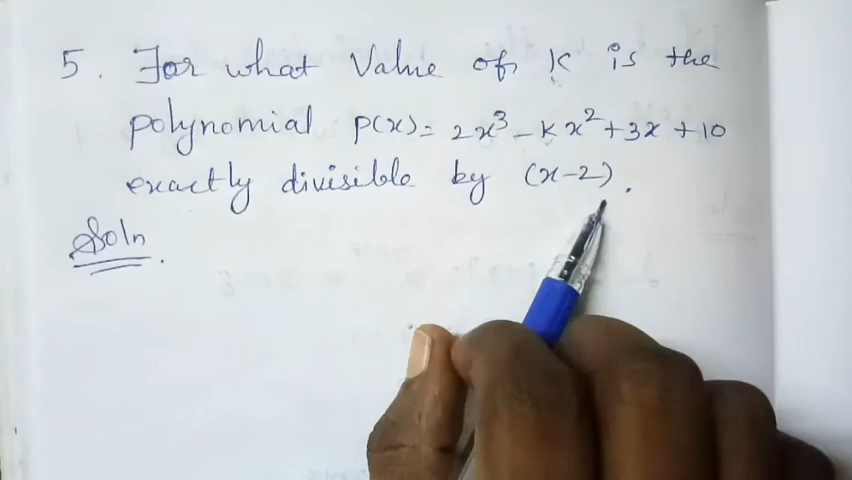 5. For what Value of K is the
polynomial p(x) = 2x³ - Kx² + 3x + 10
exactly divisible by (x-2).
Soln.